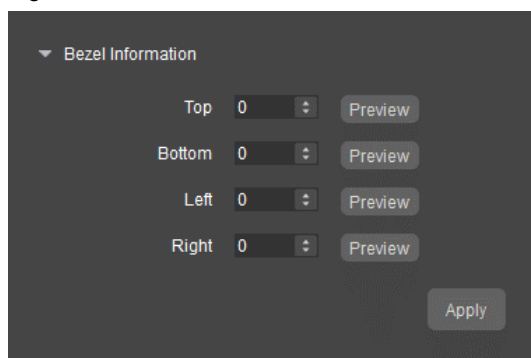 Bezel Information
Top 0 Preview
Bottom 0 Preview
Left 0 Preview
Right 0 Preview
Apply